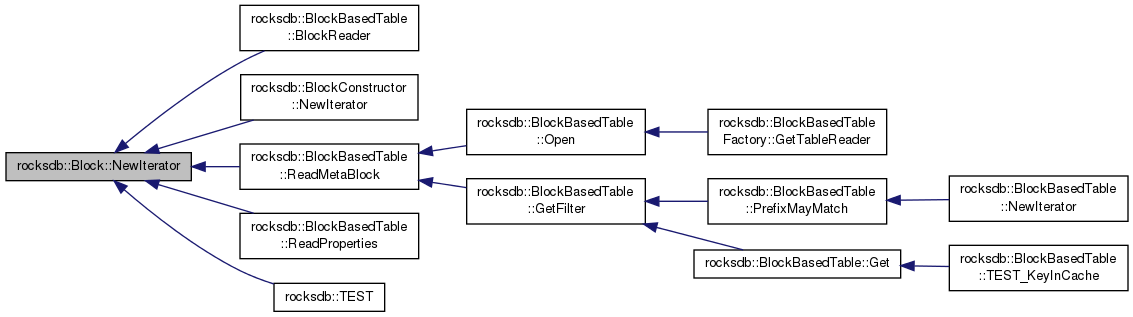 rocksdb::BlockBasedTable
::BlockReader
rocksdb::BlockConstructor
::NewIterator
rocksdb::Block::NewIterator
rocksdb::BlockBasedTable
::ReadMetaBlock
rocksdb::BlockBasedTable
::ReadProperties
rocksdb::TEST
rocksdb::BlockBasedTable
::Open
rocksdb::BlockBasedTable
::GetFilter
rocksdb::BlockBasedTable
Factory::GetTableReader
rocksdb::BlockBasedTable
::PrefixMayMatch
rocksdb::BlockBasedTable::Get
rocksdb::BlockBasedTable
::NewIterator
rocksdb::BlockBasedTable
::TEST_KeyInCache